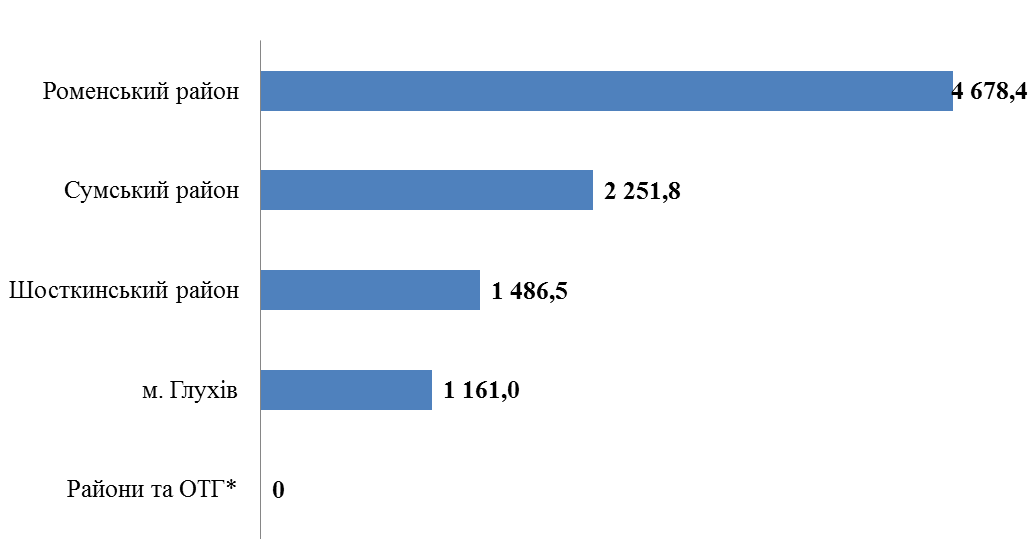 Роменський район 4 678,4
Сумський район 2 251,8
Шосткинський район 1 486,5
м. Глухів 1 161,0
Райони та ОТГ* 0